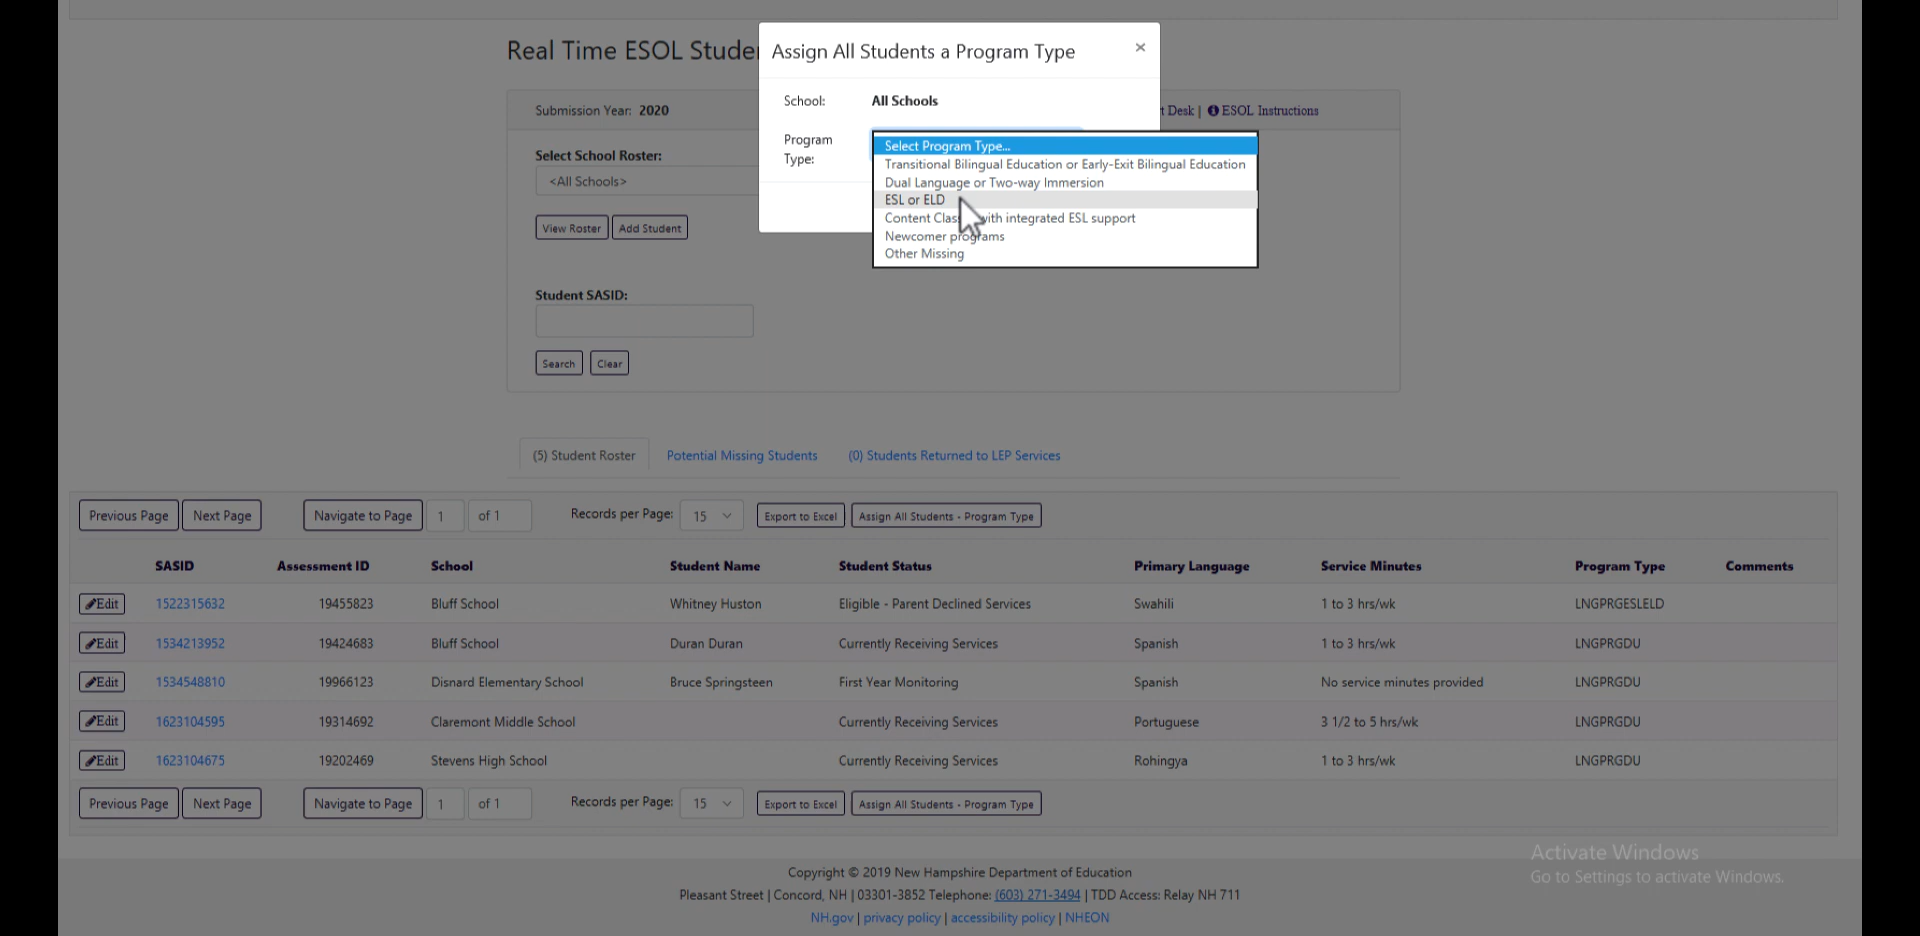 Real Time ESOL Stude
Assign All Students a Program Type
×
School: All Schools
Submission Year: 2020
t Desk | ESOL Instructions
Program
Type:
Select Program Type...
Transitional Bilingual Education or Early-Exit Bilingual Education
Dual Language or Two-way Immersion
ESL or ELD
Content Clas with integrated ESL support
Newcomer programs
Other Missing
Select School Roster:
<All Schools>
View Roster Add Student
Student SASID:
Search Clear
(5) Student Roster Potential Missing Students (0) Students Returned to LEP Services
Previous Page Next Page Navigate to Page 1 of 1 Records per Page: 15 Export to Excel Assign All Students - Program Type
SASID Assessment ID School Student Name Student Status Primary Language Service Minutes Program Type Comments
Edit 1522315632 19455823 Bluff School Whitney Huston Eligible - Parent Declined Services Swahili 1 to 3 hrs/wk LNGPRGESLELD
Edit 1534213952 19424683 Bluff School Duran Duran Currently Receiving Services Spanish 1 to 3 hrs/wk LNGPRGDU
Edit 1534548810 19966123 Disnard Elementary School Bruce Springsteen First Year Monitoring Spanish No service minutes provided LNGPRGDU
Edit 1623104595 19314692 Claremont Middle School Currently Receiving Services Portuguese 3 1/2 to 5 hrs/wk LNGPRGDU
Edit 1623104675 19202469 Stevens High School Currently Receiving Services Rohingya 1 to 3 hrs/wk LNGPRGDU
Previous Page Next Page Navigate to Page 1 of 1 Records per Page: 15 Export to Excel Assign All Students - Program Type
Activate Windows
Go to Settings to activate Windows.
Copyright © 2019 New Hampshire Department of Education
Pleasant Street | Concord, NH | 03301-3852 Telephone: (603) 271-3494 | TDD Access: Relay NH 711
NH.gov | privacy policy | accessibility policy | NHEON